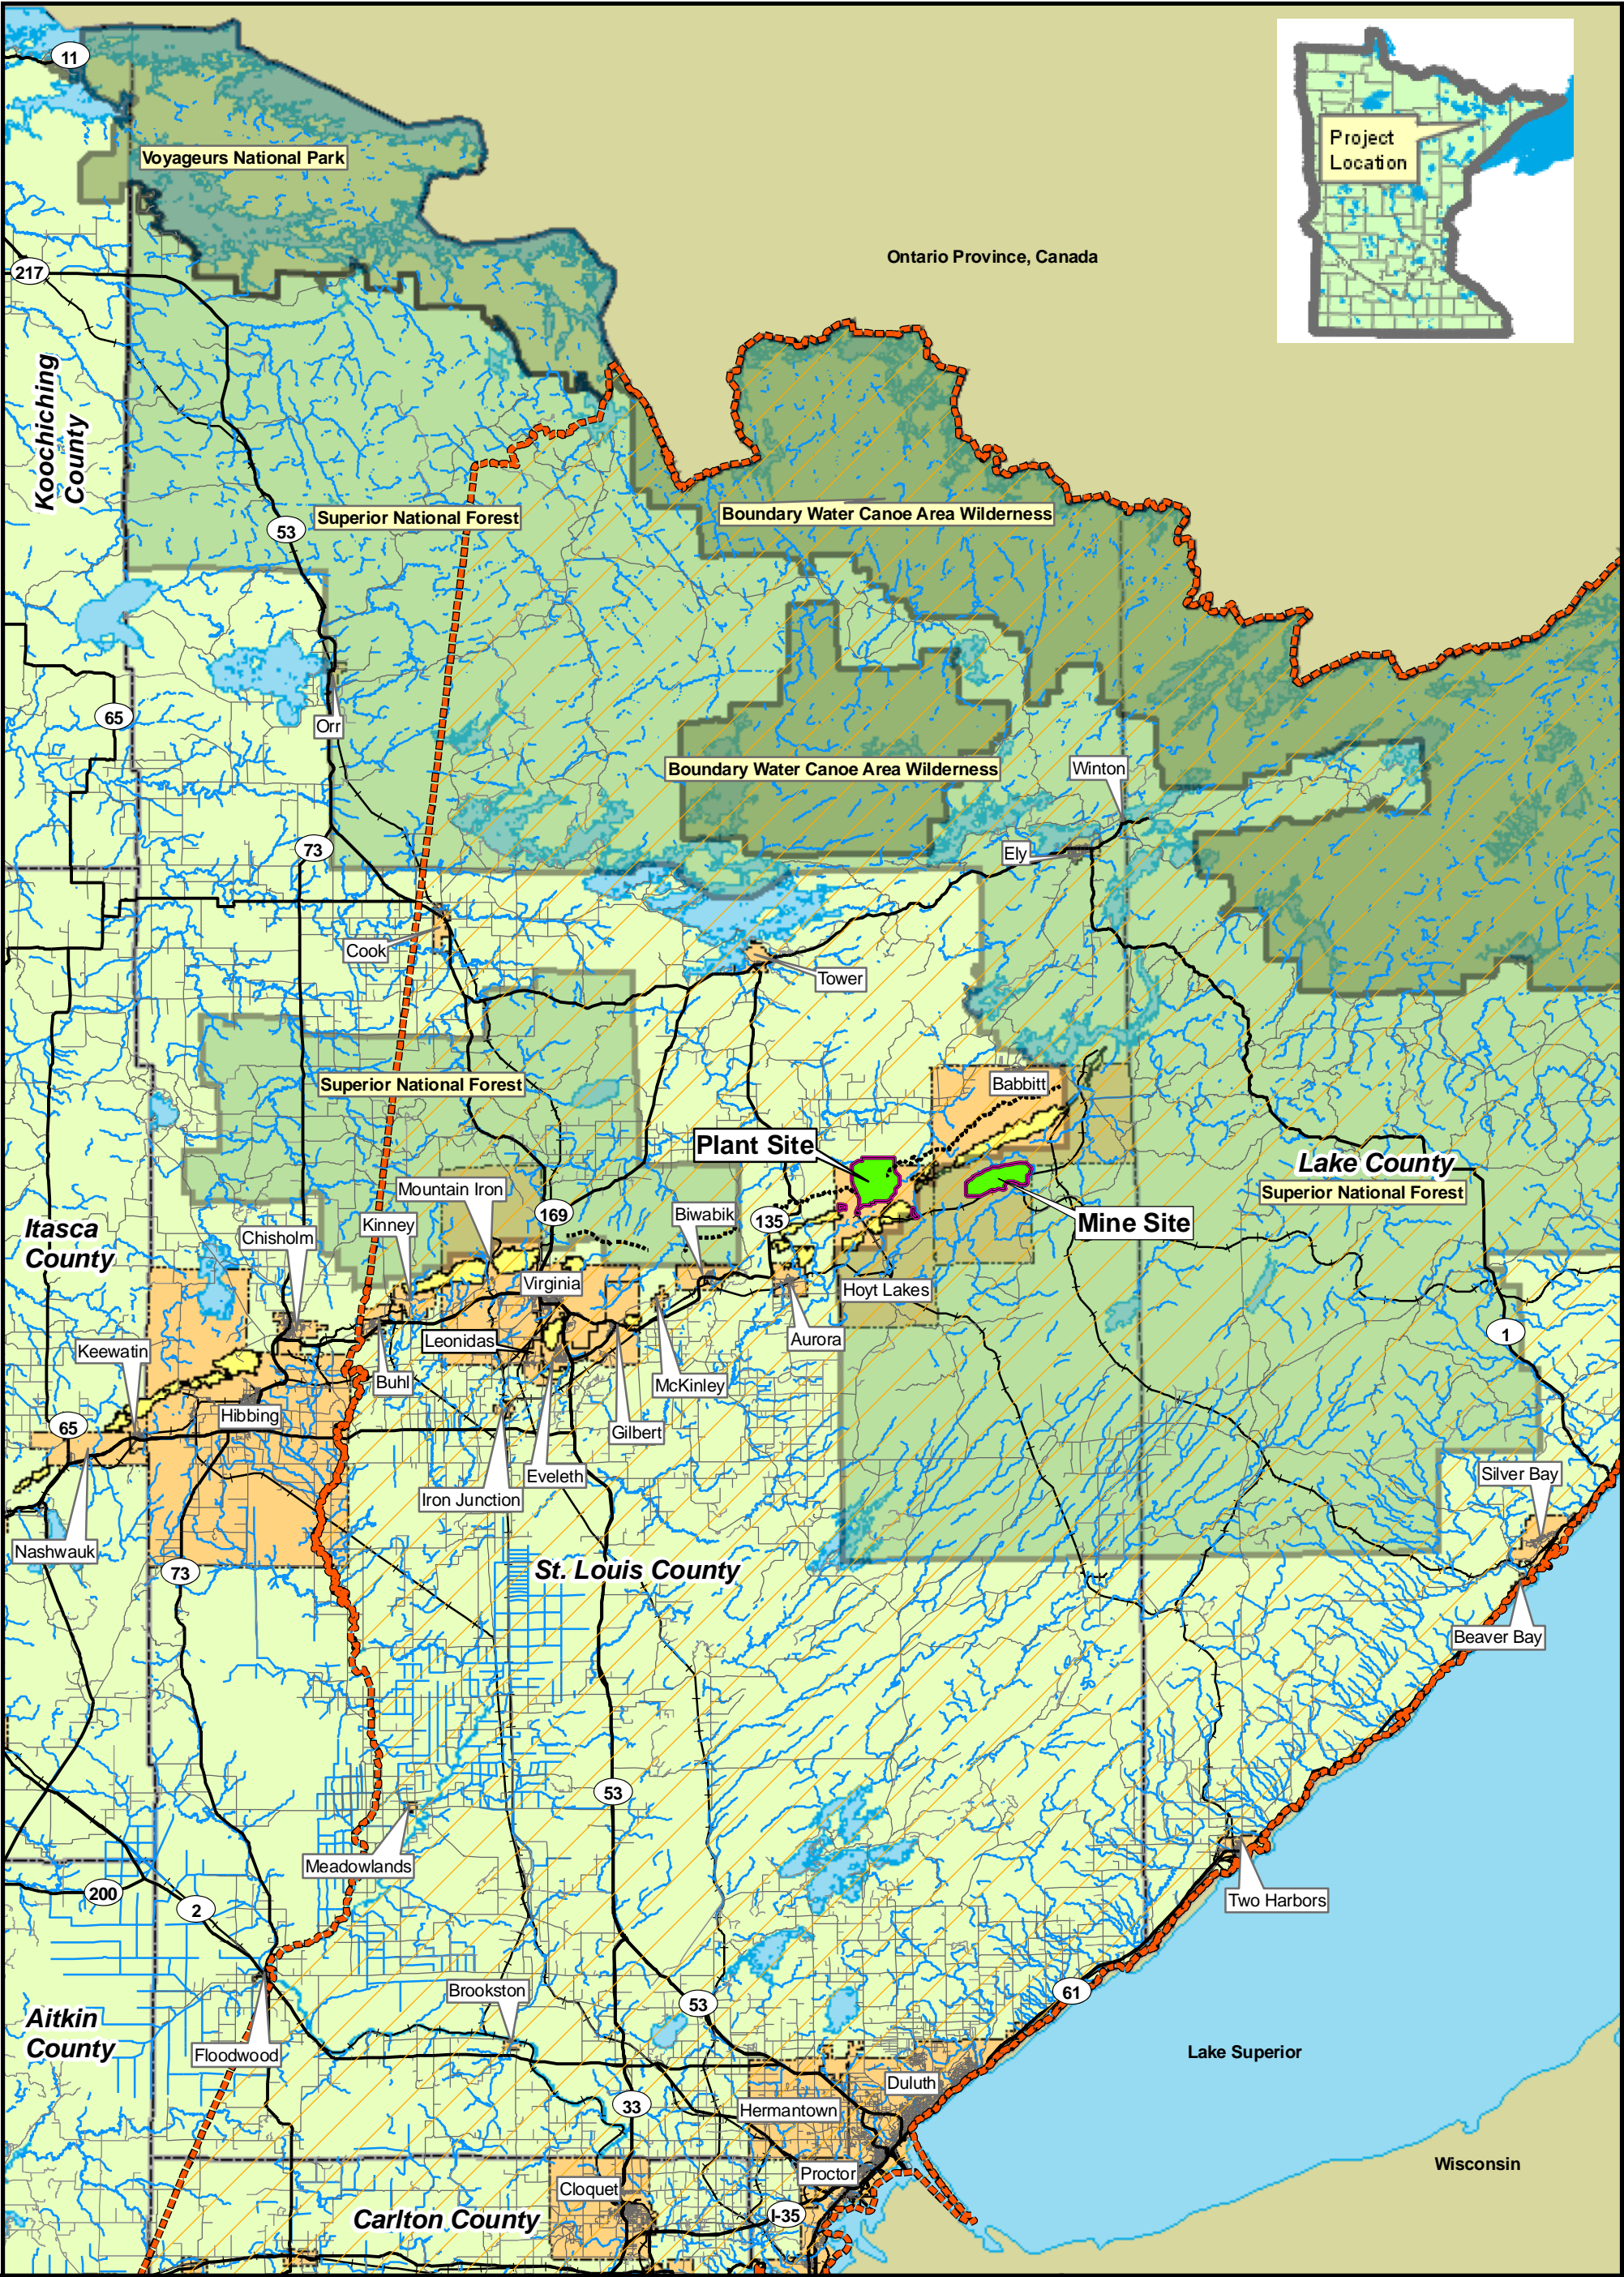 11
Voyageurs National Park
Project
Location
217
Ontario Province, Canada
Koochiching
County
53
Superior National Forest
Boundary Water Canoe Area Wilderness
65
Orr
Boundary Water Canoe Area Wilderness
Winton
73
Ely
Cook
Tower
Superior National Forest
Babbitt
Plant Site
Lake County
Superior National Forest
Mountain Iron
169
Biwabik
135
Mine Site
Itasca
County
Chisholm
Kinney
Virginia
Hoyt Lakes
Keewatin
Leonidas
Aurora
1
Buhl
McKinley
65
Hibbing
Gilbert
Eveleth
Silver Bay
Iron Junction
Nashwauk
73
St. Louis County
Beaver Bay
53
Meadowlands
200
2
Two Harbors
Brookston
53
61
Aitkin
County
Floodwood
Lake Superior
Duluth
33
Hermantown
Wisconsin
Proctor
Cloquet
I-35
Carlton County